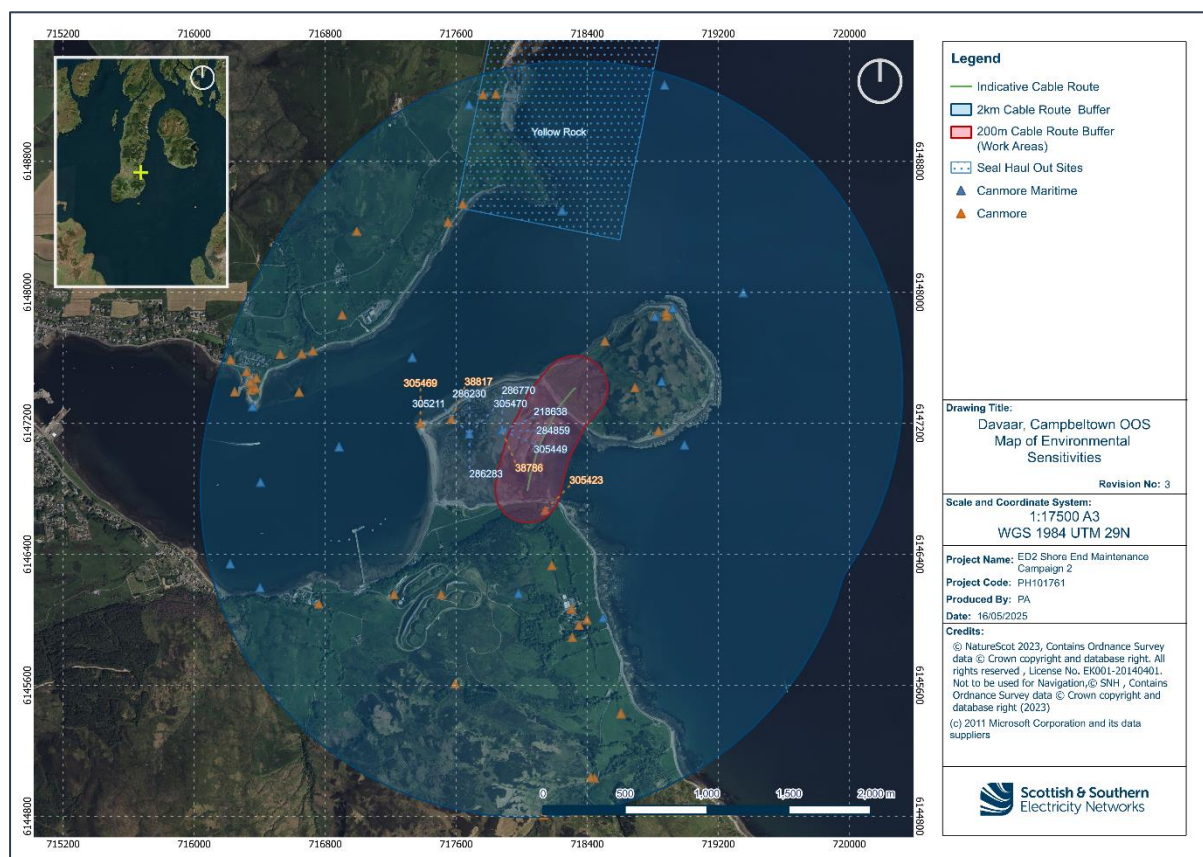 715200 716000 716800 717600 718400 719200 720000
6148800
6148000
6147200
6146400
6145600
6144800
Yellow Rock
305469
38817
286230
286770
305211
305470
218638
284859
305449
38786
286283
305423
0 500 1,000 1,500 2,000 m
6148800
6148000
6147200
6146400
6145600
6144800
715200 716000 716800 717600 718400 719200 720000
Legend
Indicative Cable Route
2km Cable Route Buffer
200m Cable Route Buffer
(Work Areas)
Seal Haul Out Sites
Canmore Maritime
Canmore
Drawing Title:
Davaar, Campbeltown OOS
Map of Environmental
Sensitivities
Revision No: 3
Scale and Coordinate System:
1:17500 A3
WGS 1984 UTM 29N
Project Name: ED2 Shore End Maintenance
Campaign 2
Project Code: PH101761
Produced By: PA
Date: 16/05/2025
Credits:
© NatureScot 2023, Contains Ordnance Survey
data © Crown copyright and database right. All
rights reserved , License No. EK001-20140401.
Not to be used for Navigation,© SNH , Contains
Ordnance Survey data © Crown copyright and
database right (2023)
(c) 2011 Microsoft Corporation and its data
suppliers
Scottish & Southern
Electricity Networks